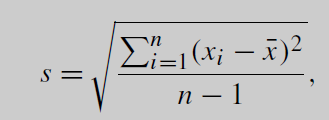 s = \sqrt{\frac{\sum_{i=1}^{n}(x_i - \bar{x})^2}{n - 1}},